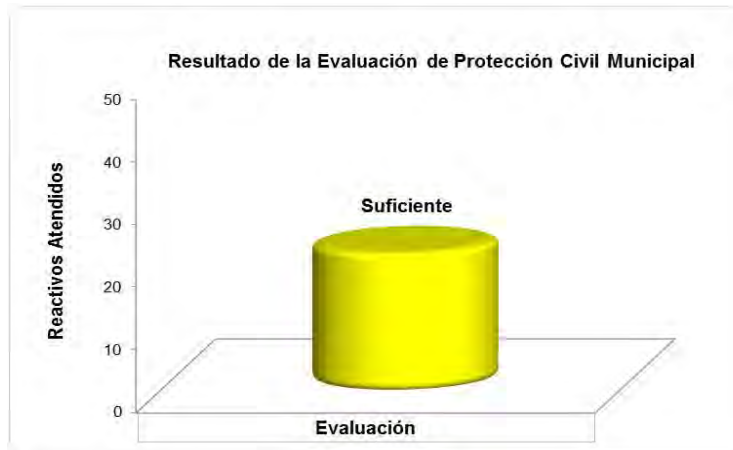 Resultado de la Evaluación de Protección Civil Municipal
50
40
30
20
10
0
Reactivos Atendidos
Suficiente
Evaluación